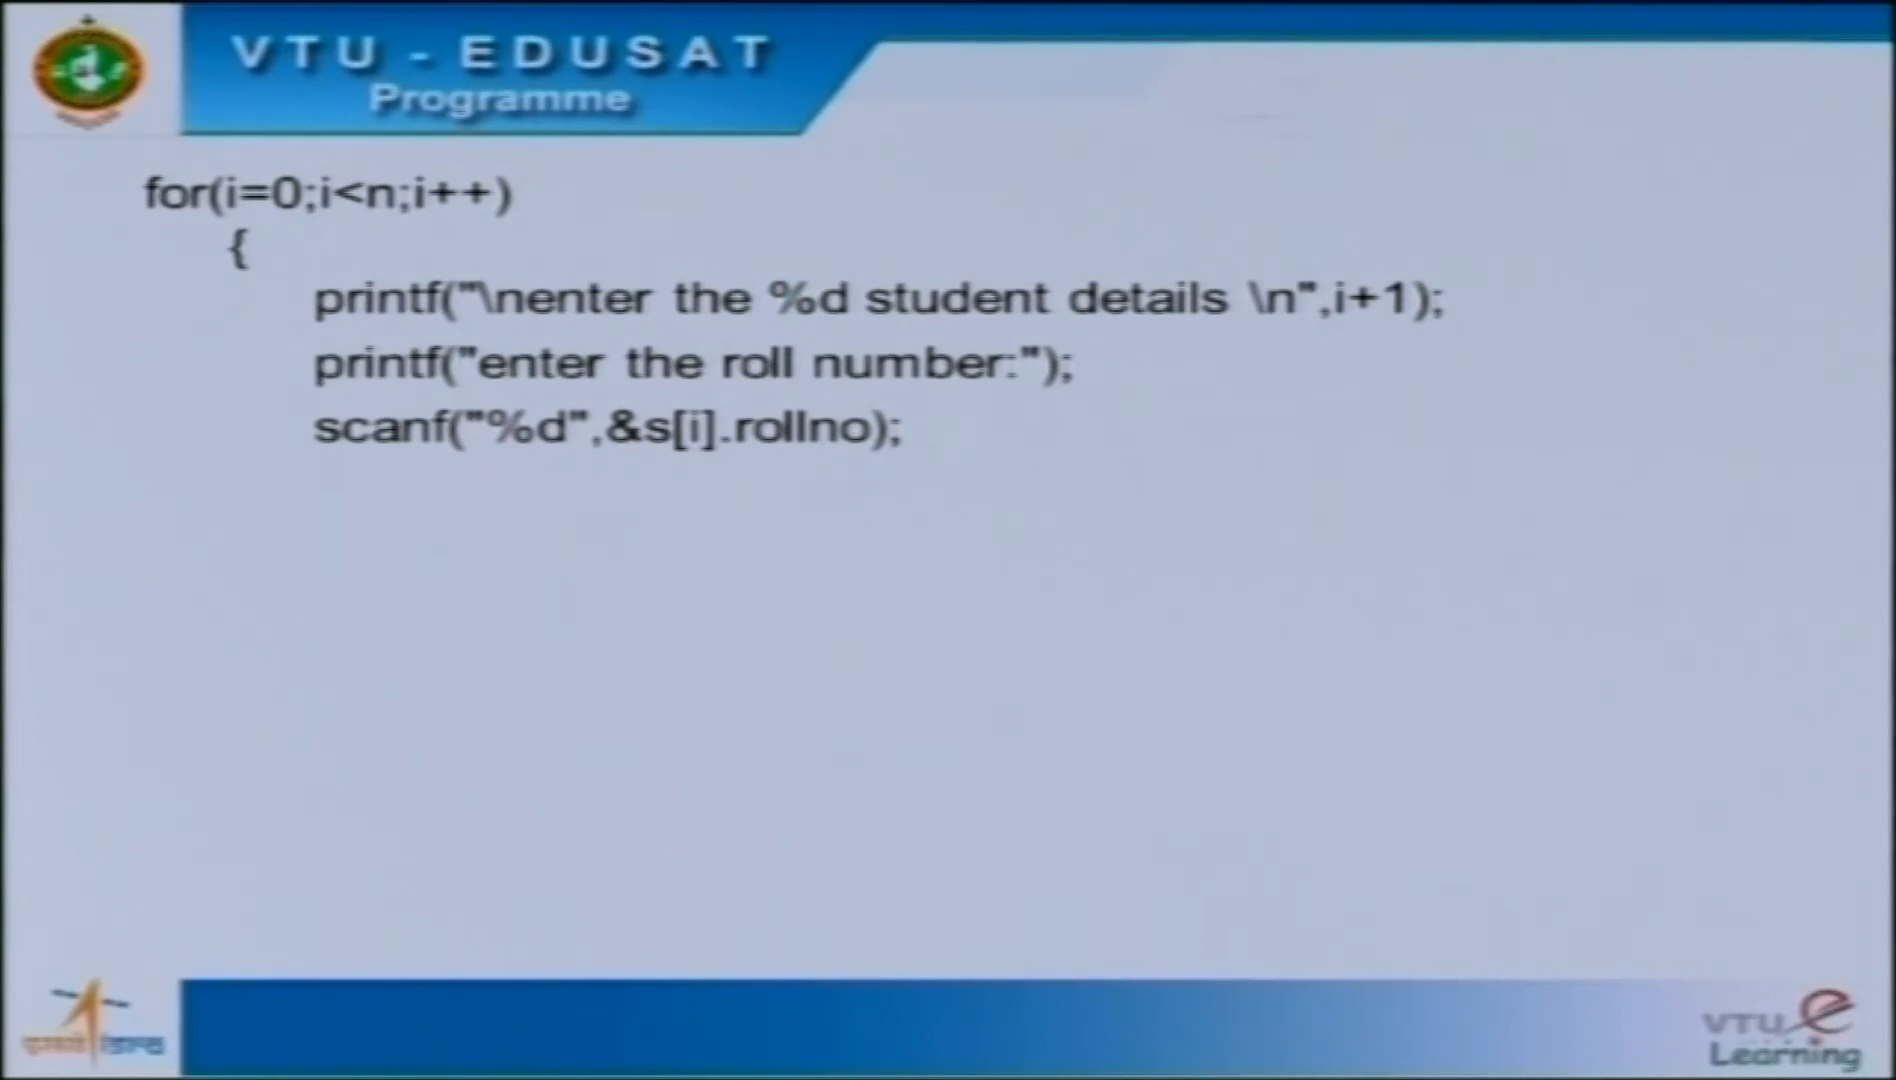 VTU - EDUSAT
Programme
for(i=0;i<n;i++)
{
printf("\nenter the %d student details \n",i+1);
printf("enter the roll number:");
scanf("%d",&s[i].rollno);
VTU e
Learning